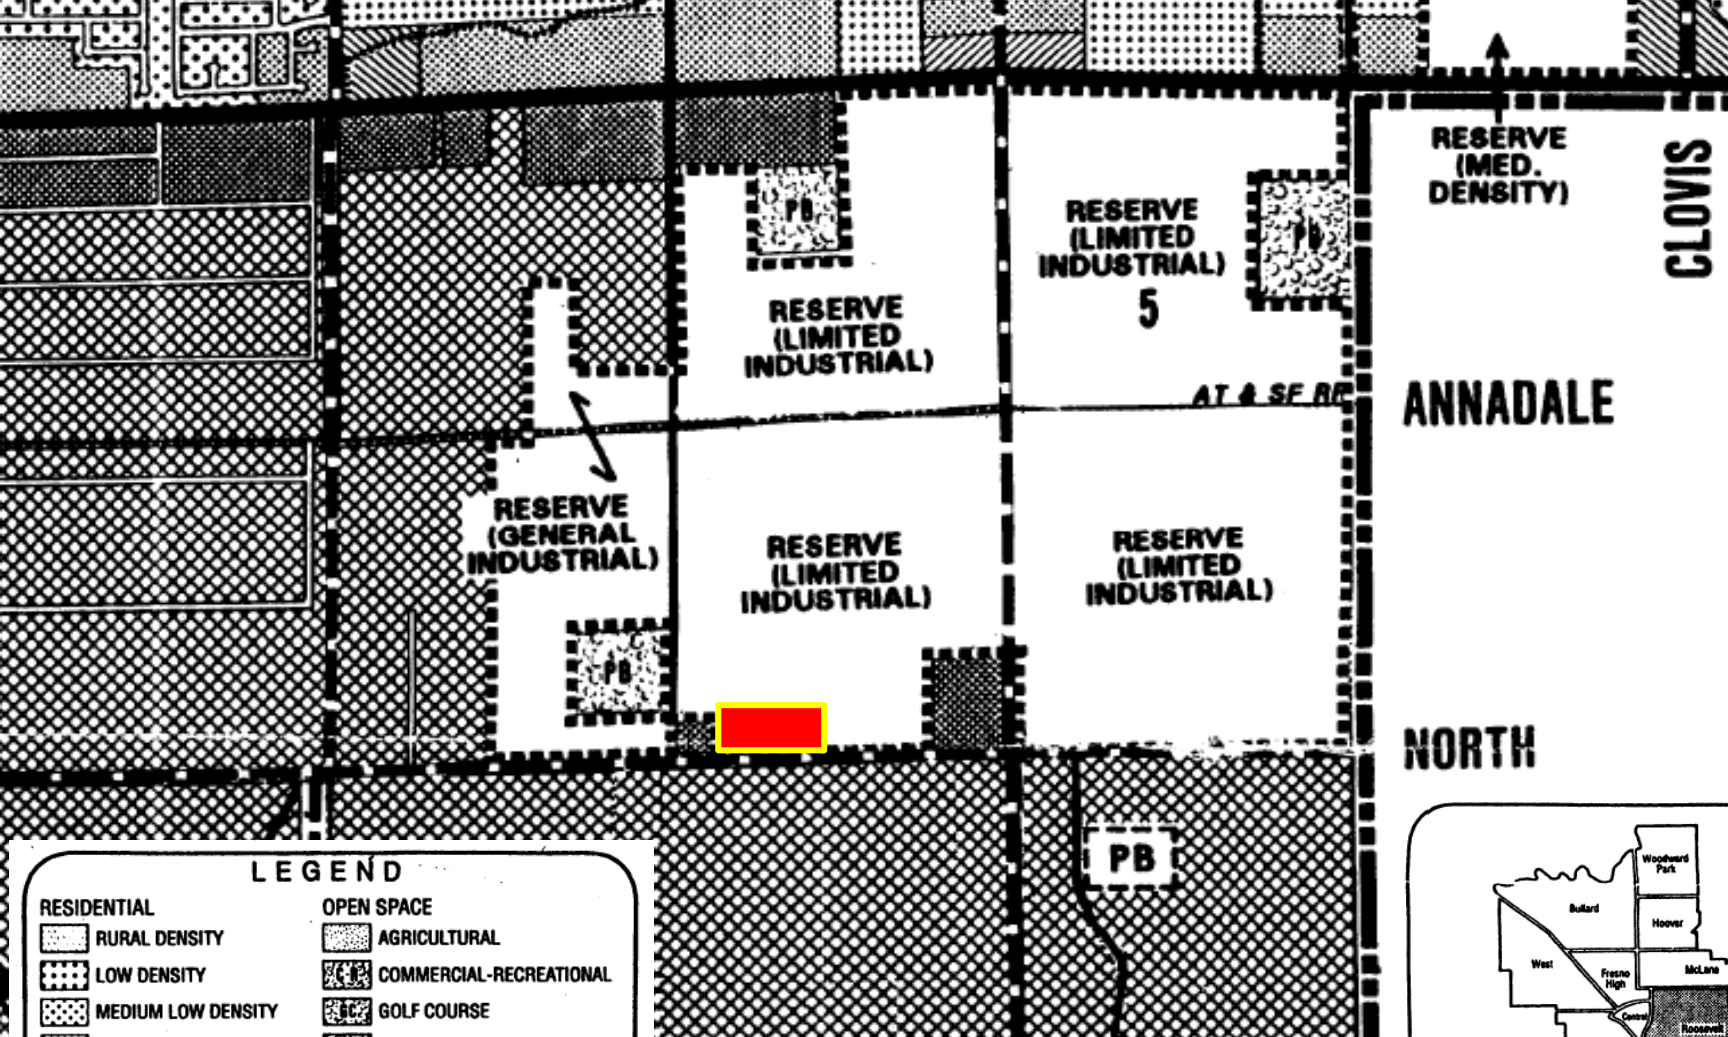 RESERVE
(MED.
DENSITY)
CLOVIS
PB
RESERVE
(LIMITED
INDUSTRIAL)
5
PB
RESERVE
(LIMITED
INDUSTRIAL)
AT & SF RR
ANNADALE
RESERVE
(GENERAL
INDUSTRIAL)
RESERVE
(LIMITED
INDUSTRIAL)
RESERVE
(LIMITED
INDUSTRIAL)
PB
NORTH
PB
LEGEND
RESIDENTIAL
RURAL DENSITY
LOW DENSITY
MEDIUM LOW DENSITY
OPEN SPACE
AGRICULTURAL
C-R COMMERCIAL-RECREATIONAL
GC GOLF COURSE
Woodward
Park
Bullard
Hoover
West
Fresno
High
McLane
Central
Roosevelt